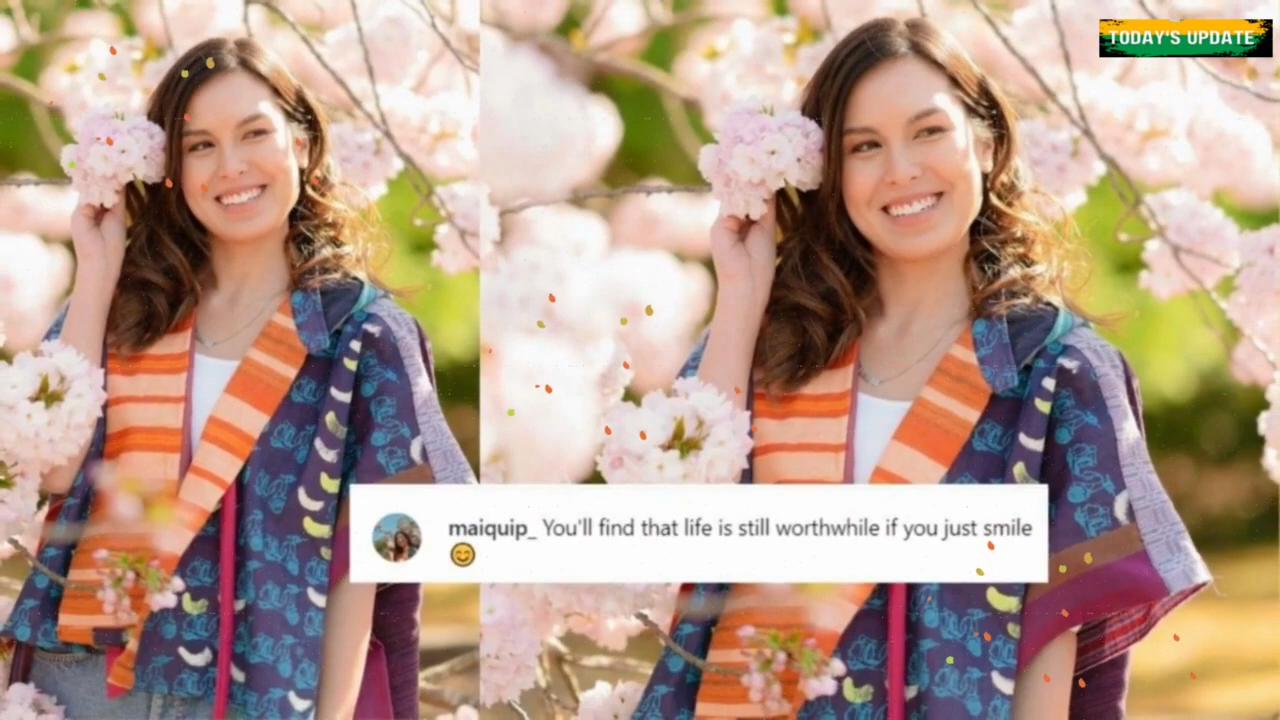 TODAY'S UPDATE
maiquip_ You'll find that life is still worthwhile if you just smile
😊